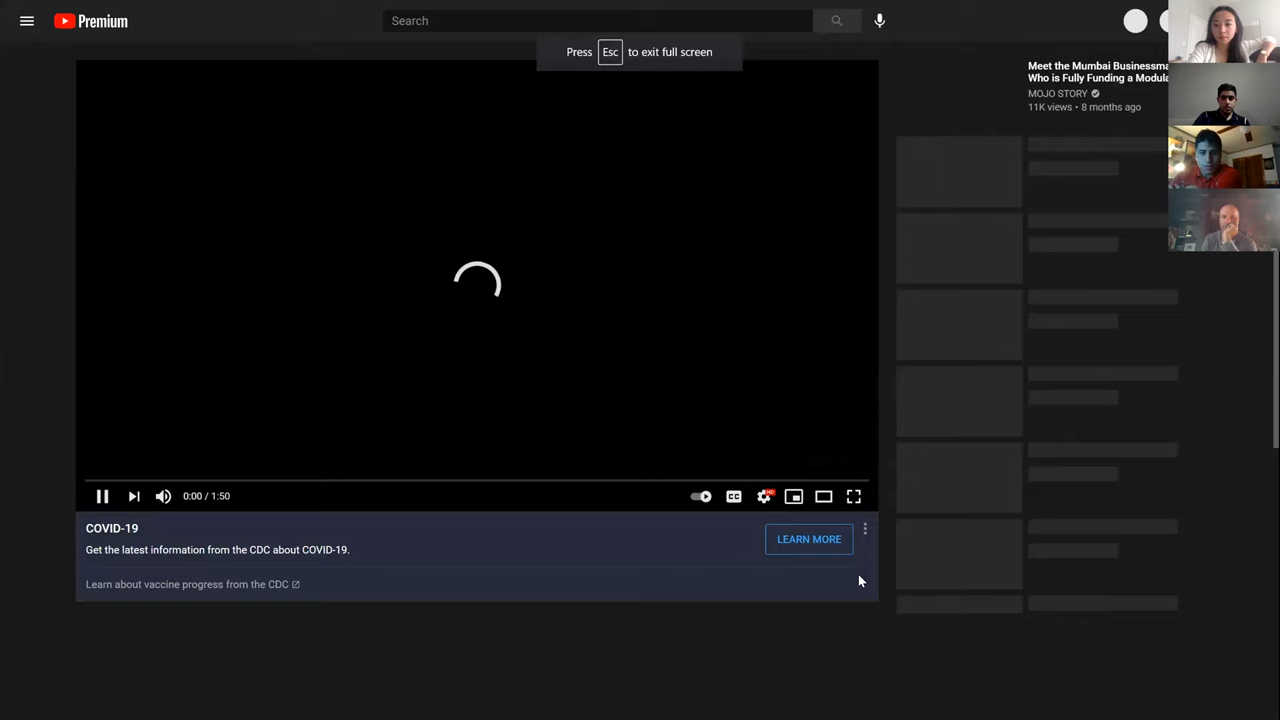 Premium
Search
Press Esc to exit full screen
Meet the Mumbai Businessma
Who is Fully Funding a Modula
MOJO STORY
11K views • 8 months ago
0:00 / 1:50
CC
HD
COVID-19
Get the latest information from the CDC about COVID-19.
LEARN MORE
Learn about vaccine progress from the CDC